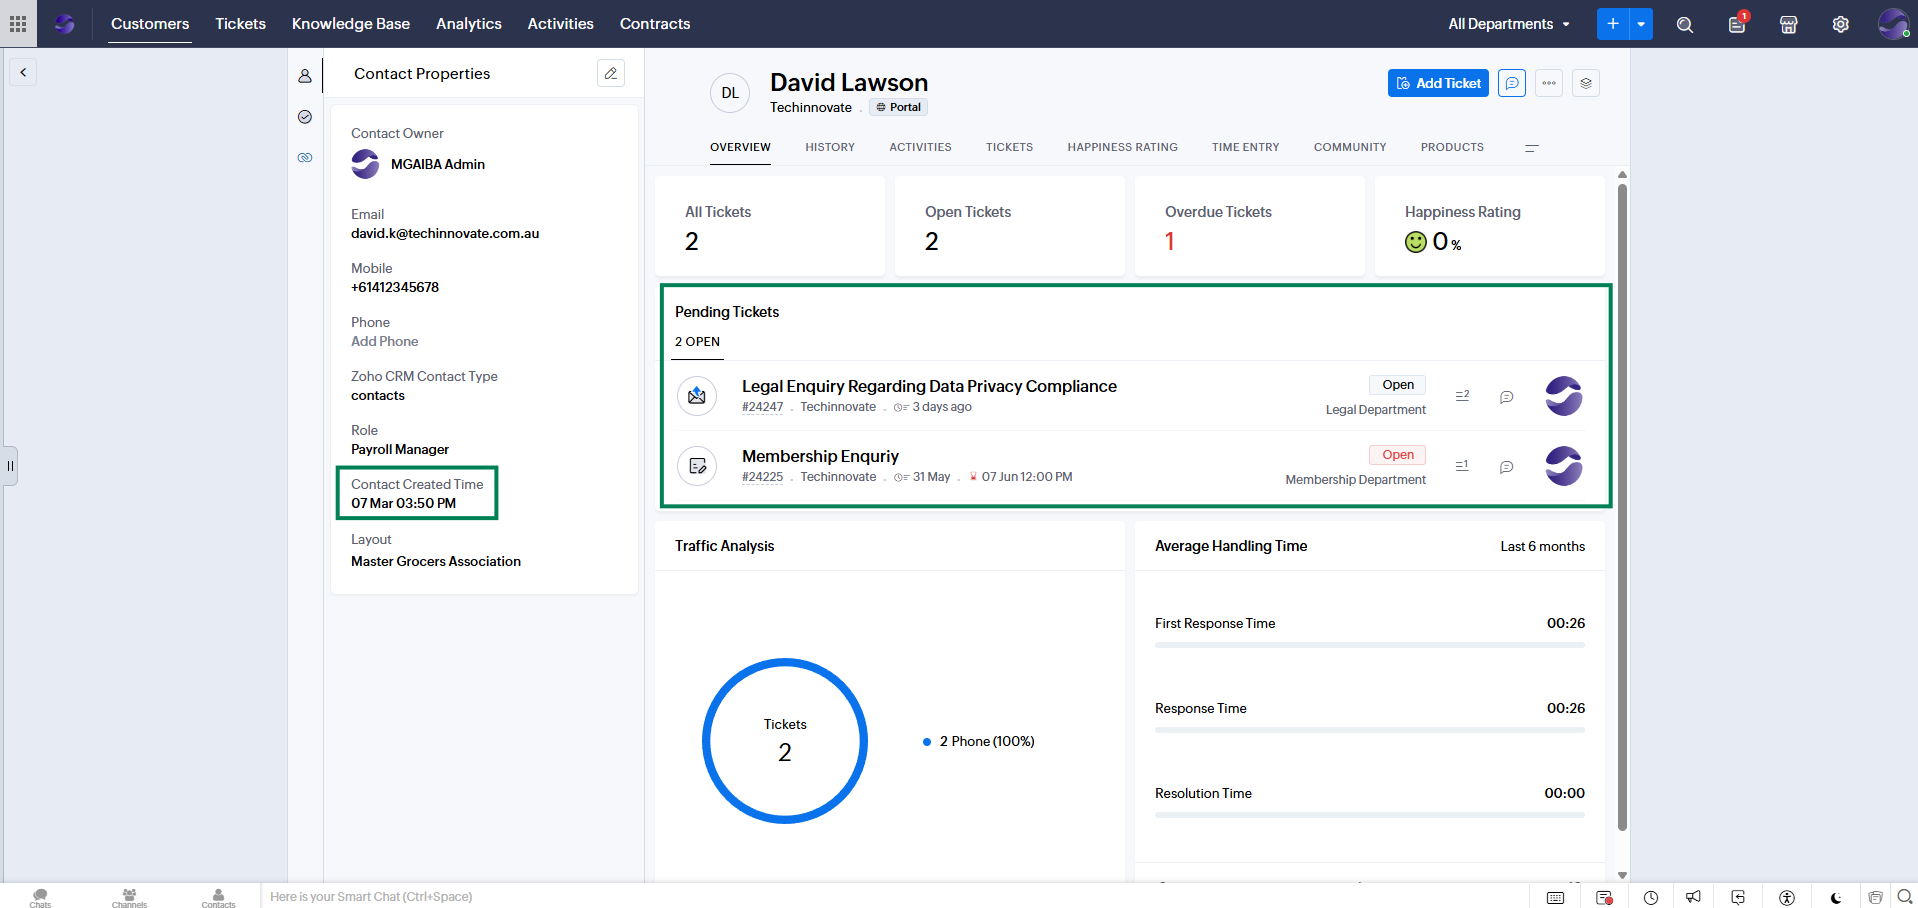 Customers
Tickets
Knowledge Base
Analytics
Activities
Contracts
All Departments
1
Contact Properties
Contact Owner
MGAIBA Admin
Email
david.k@techinnovate.com.au
Mobile
+61412345678
Phone
Add Phone
Zoho CRM Contact Type
contacts
Role
Payroll Manager
Contact Created Time
07 Mar 03:50 PM
Layout
Master Grocers Association
DL
David Lawson
Techinnovate . Portal
Add Ticket
OVERVIEW
HISTORY
ACTIVITIES
TICKETS
HAPPINESS RATING
TIME ENTRY
COMMUNITY
PRODUCTS
All Tickets
2
Open Tickets
2
Overdue Tickets
1
Happiness Rating
0 %
Pending Tickets
2 OPEN
Legal Enquiry Regarding Data Privacy Compliance
#24247 . Techinnovate . 3 days ago
Open
Legal Department
2
Membership Enquriy
#24225 . Techinnovate . 31 May . 07 Jun 12:00 PM
Open
Membership Department
1
Traffic Analysis
Tickets
2
2 Phone (100%)
Average Handling Time
Last 6 months
First Response Time
00:26
Response Time
00:26
Resolution Time
00:00
Chats
Channels
Contacts
Here is your Smart Chat (Ctrl+Space)